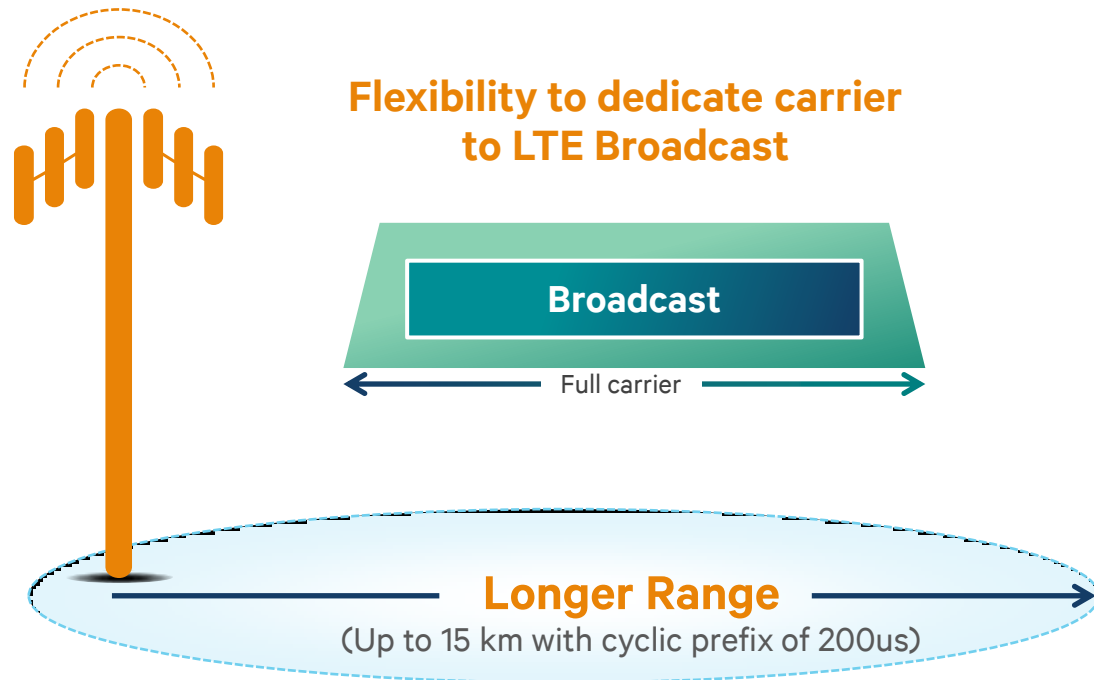 Flexibility to dedicate carrier
to LTE Broadcast
Broadcast
Full carrier
Longer Range
(Up to 15 km with cyclic prefix of 200us)